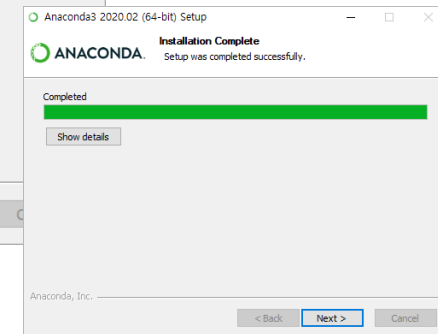 Anaconda3 2020.02 (64-bit) Setup
ANACONDA.
Installation Complete
Setup was completed successfully.
Completed
Show details
Anaconda, Inc.
< Back
Next >
Cancel